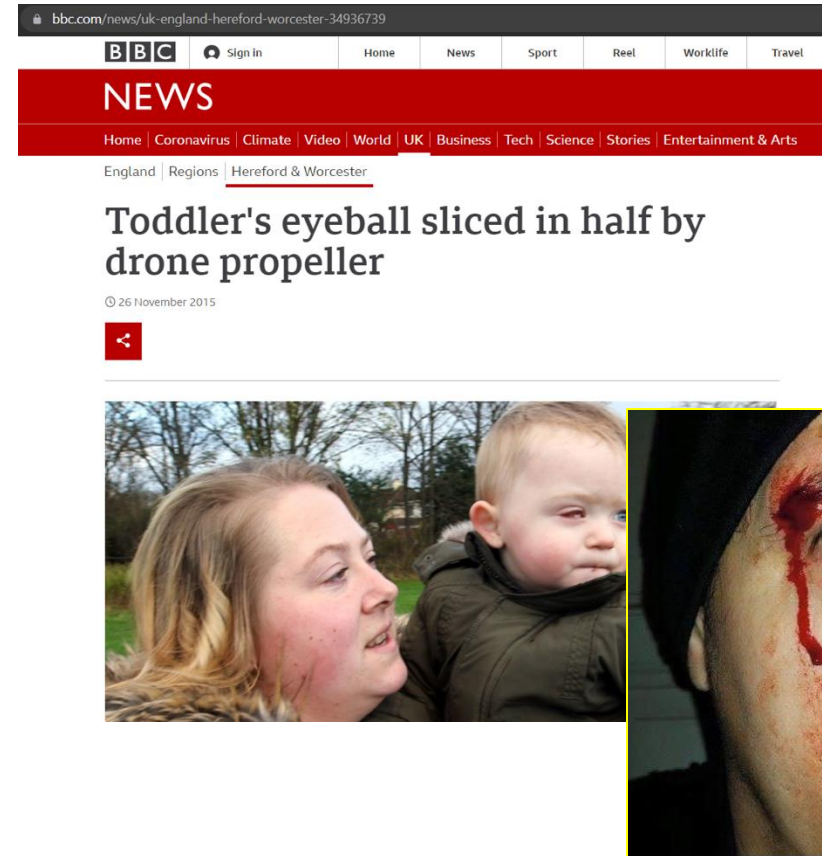 bbc.com/news/uk-england-hereford-worcester-34936739
BBC Sign in Home News Sport Reel Worklife Travel
NEWS
Home Coronavirus Climate Video World UK Business Tech Science Stories Entertainment & Arts
England Regions Hereford & Worcester
Toddler's eyeball sliced in half by
drone propeller
26 November 2015